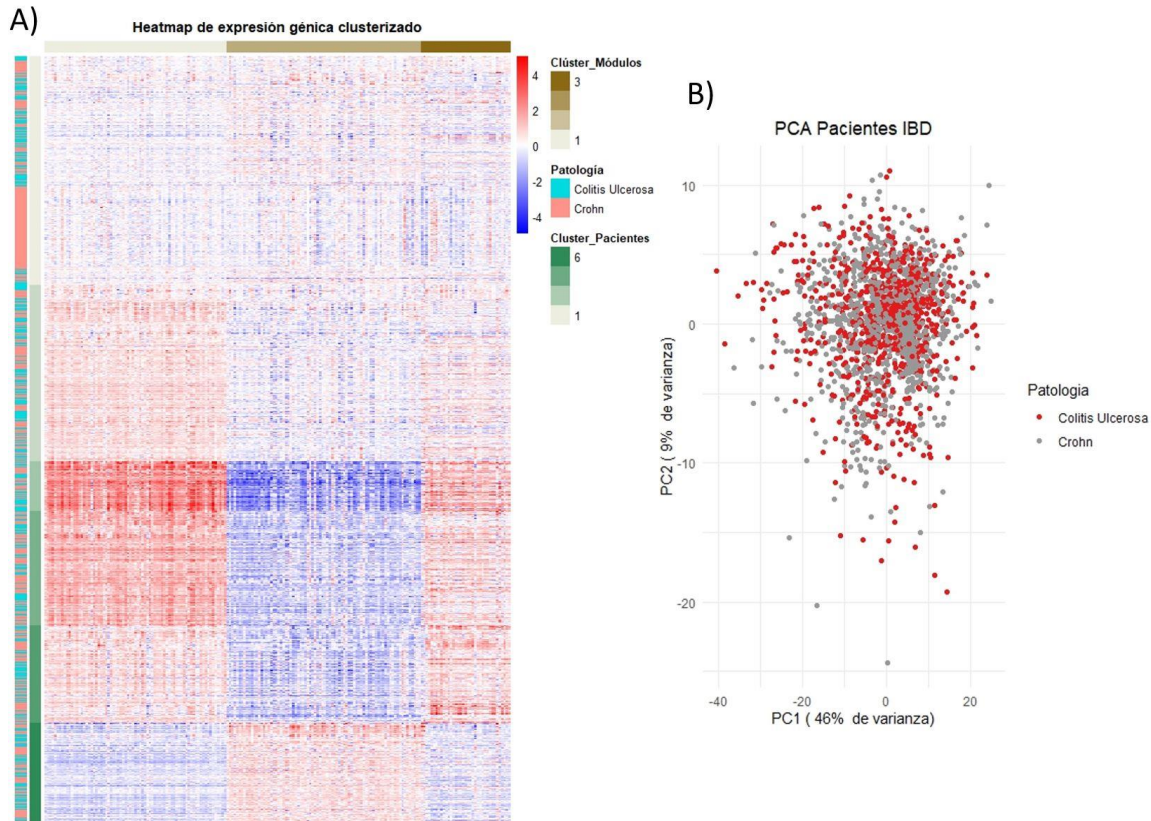 A)
Heatmap de expresión génica clusterizado
4
2
0
-2
-4
Clúster_Módulos
3
1
Patología
Colitis Ulcerosa
Crohn
Cluster_Pacientes
6
1
B)
PCA Pacientes IBD
PC2 ( 9% de varianza)
10
0
-10
-20
-40
-20
0
20
PC1 ( 46% de varianza)
Patologia
Colitis Ulcerosa
Crohn